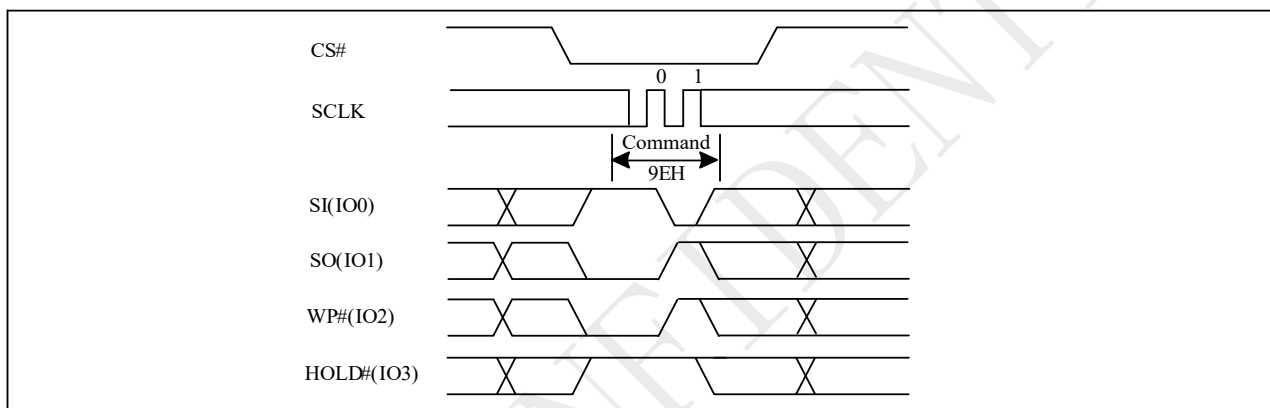 CS#
0 1
SCLK
Command
9EH
SI(IO0)
SO(IO1)
WP#(IO2)
HOLD#(IO3)